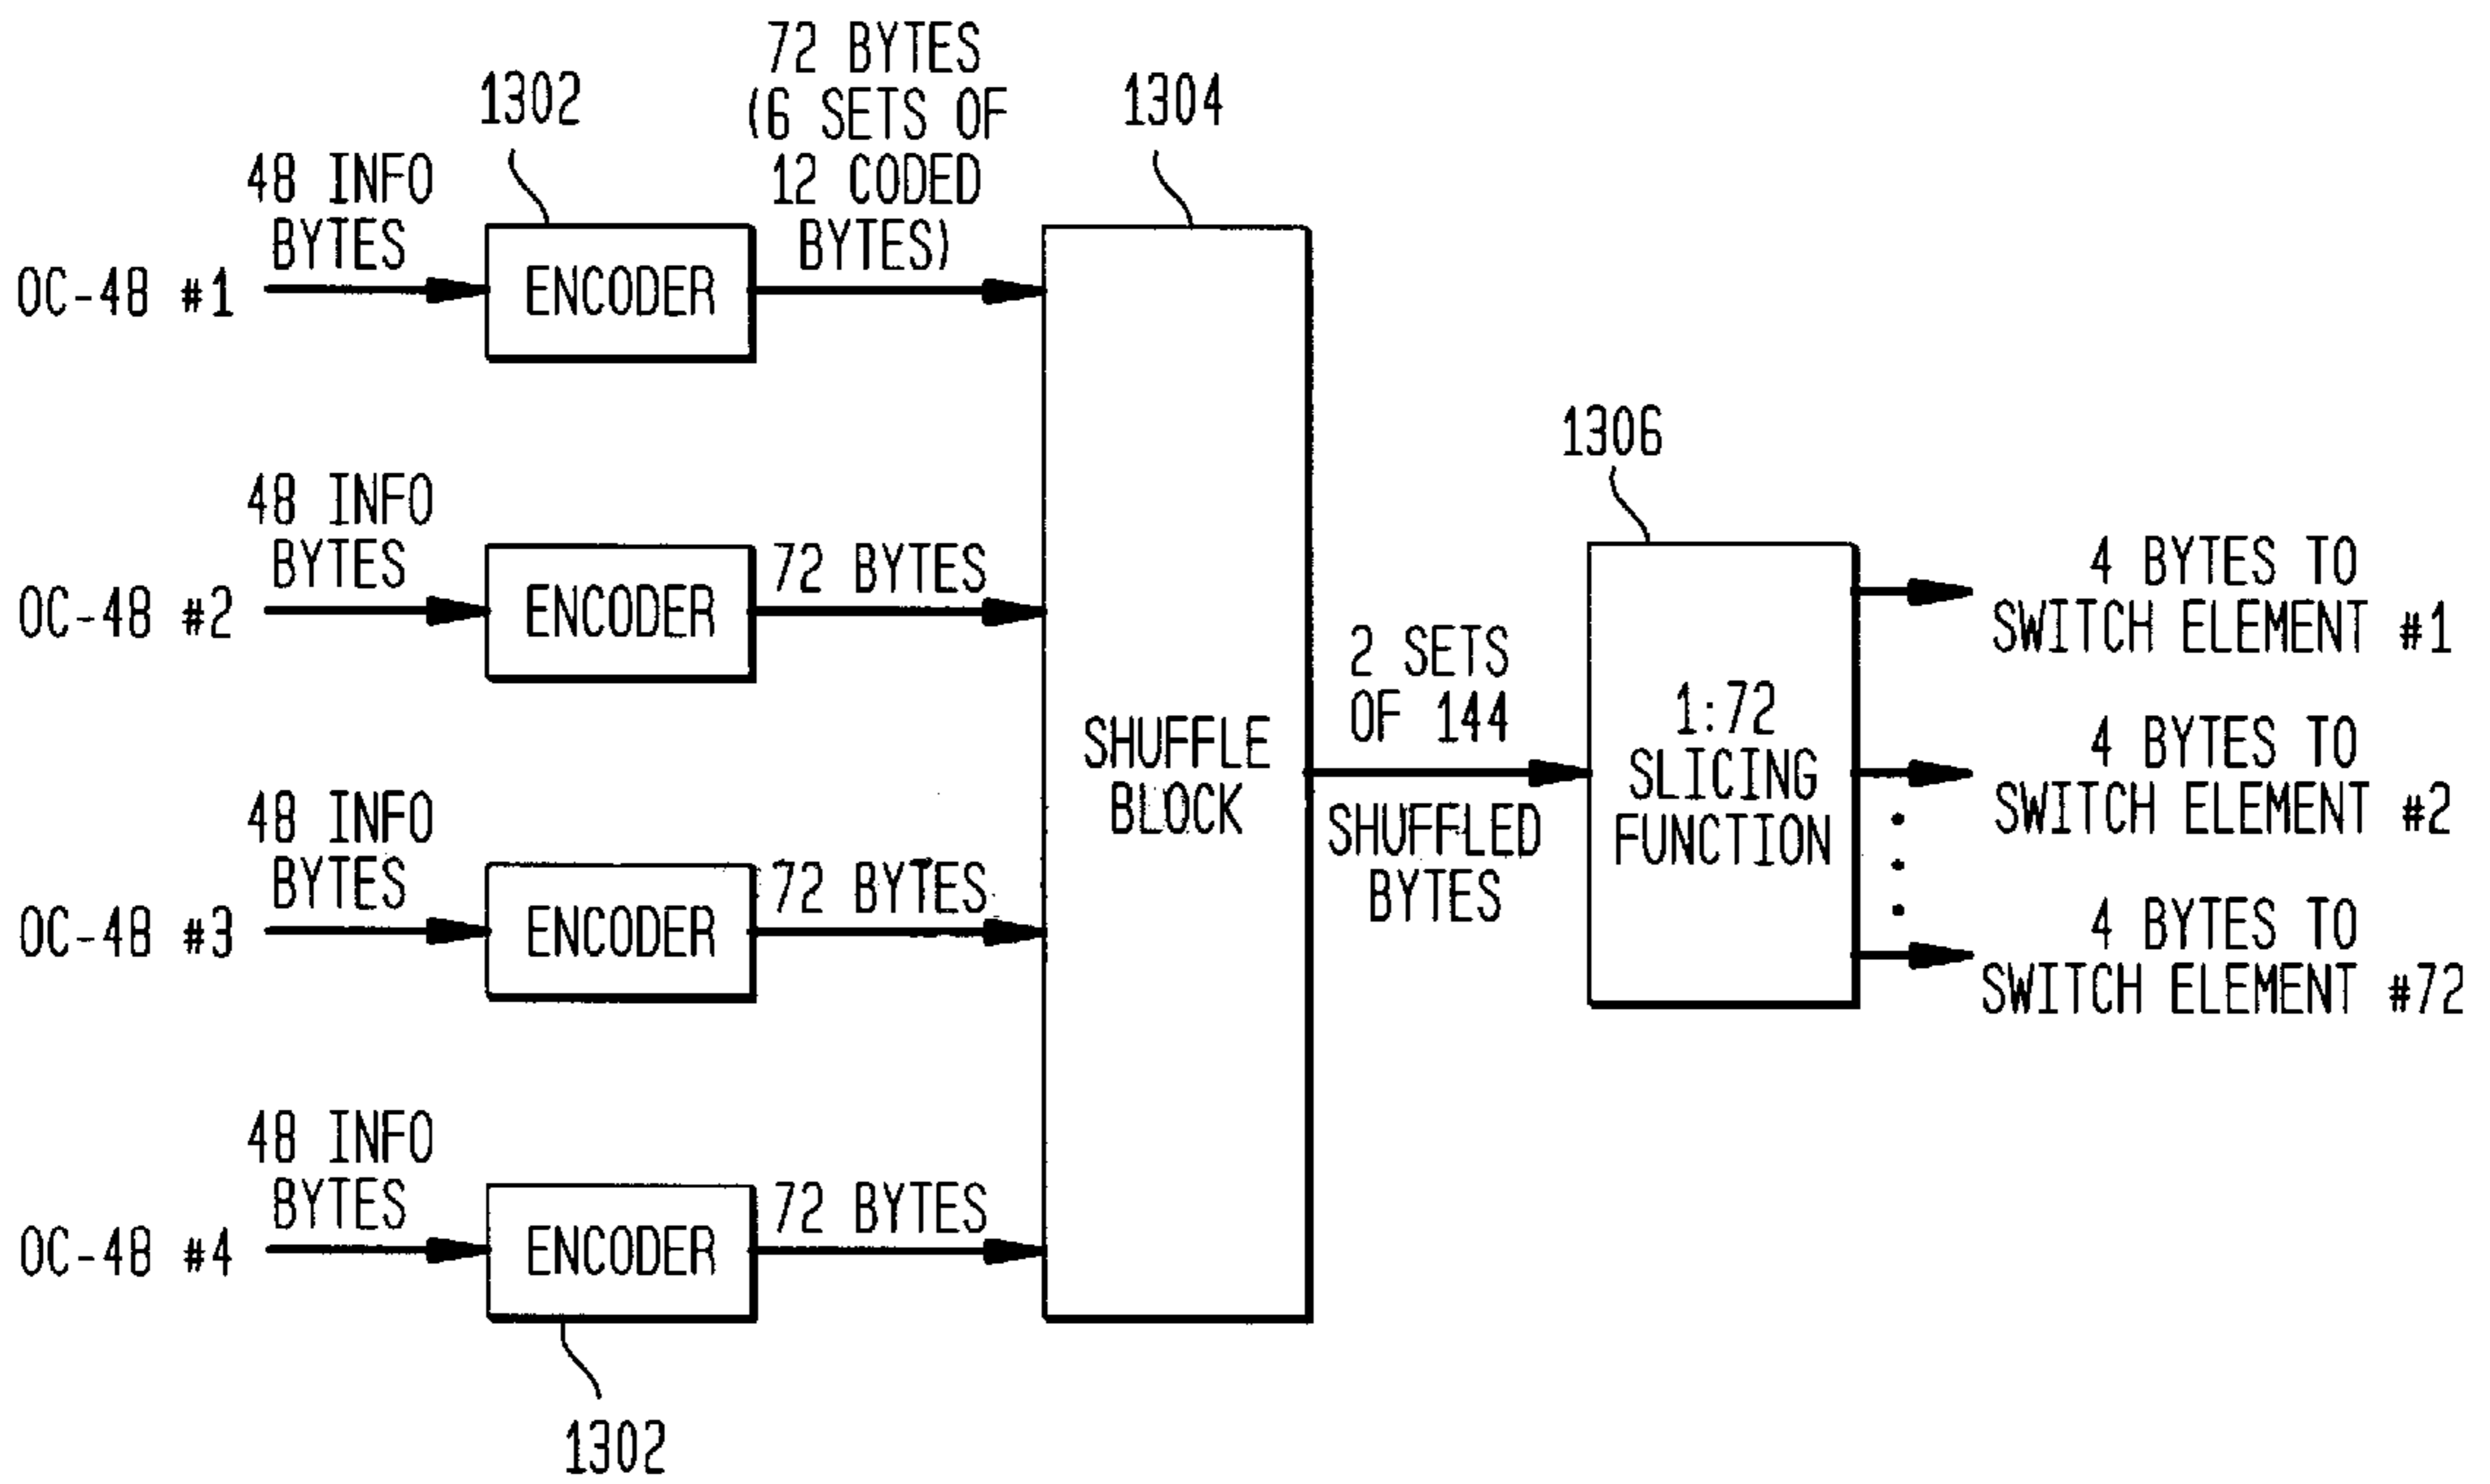 72 BYTES
(6 SETS OF
12 CODED
BYTES)
1302
1304
48 INFO
BYTES
OC-48 #1
ENCODER
1306
48 INFO
BYTES
OC-48 #2
ENCODER
72 BYTES
48 INFO
BYTES
OC-48 #3
ENCODER
72 BYTES
48 INFO
BYTES
OC-48 #4
ENCODER
72 BYTES
1302
SHUFFLE
BLOCK
2 SETS
OF 144
SHUFFLED
BYTES
1:72
SLICING
FUNCTION
4 BYTES TO
SWITCH ELEMENT #1
4 BYTES TO
SWITCH ELEMENT #2
4 BYTES TO
SWITCH ELEMENT #72